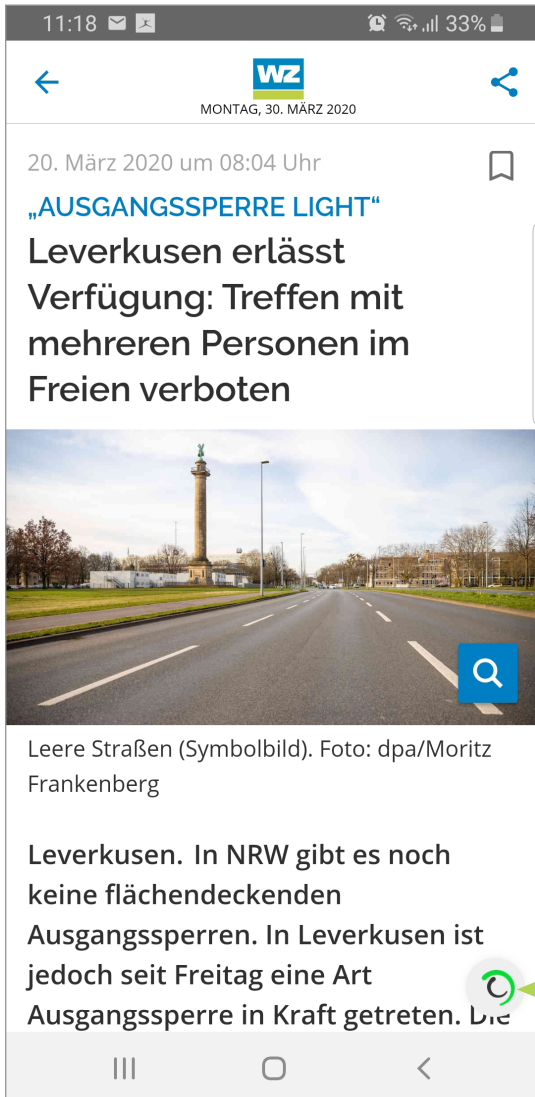 11:18 33%
WZ
MONTAG, 30. MÄRZ 2020
20. März 2020 um 08:04 Uhr
„AUSGANGSSPERRE LIGHT“
Leverkusen erlässt
Verfügung: Treffen mit
mehreren Personen im
Freien verboten
Leere Straßen (Symbolbild). Foto: dpa/Moritz
Frankenberg
Leverkusen. In NRW gibt es noch
keine flächendeckenden
Ausgangssperren. In Leverkusen ist
jedoch seit Freitag eine Art
Ausgangssperre in Kraft getreten. Die